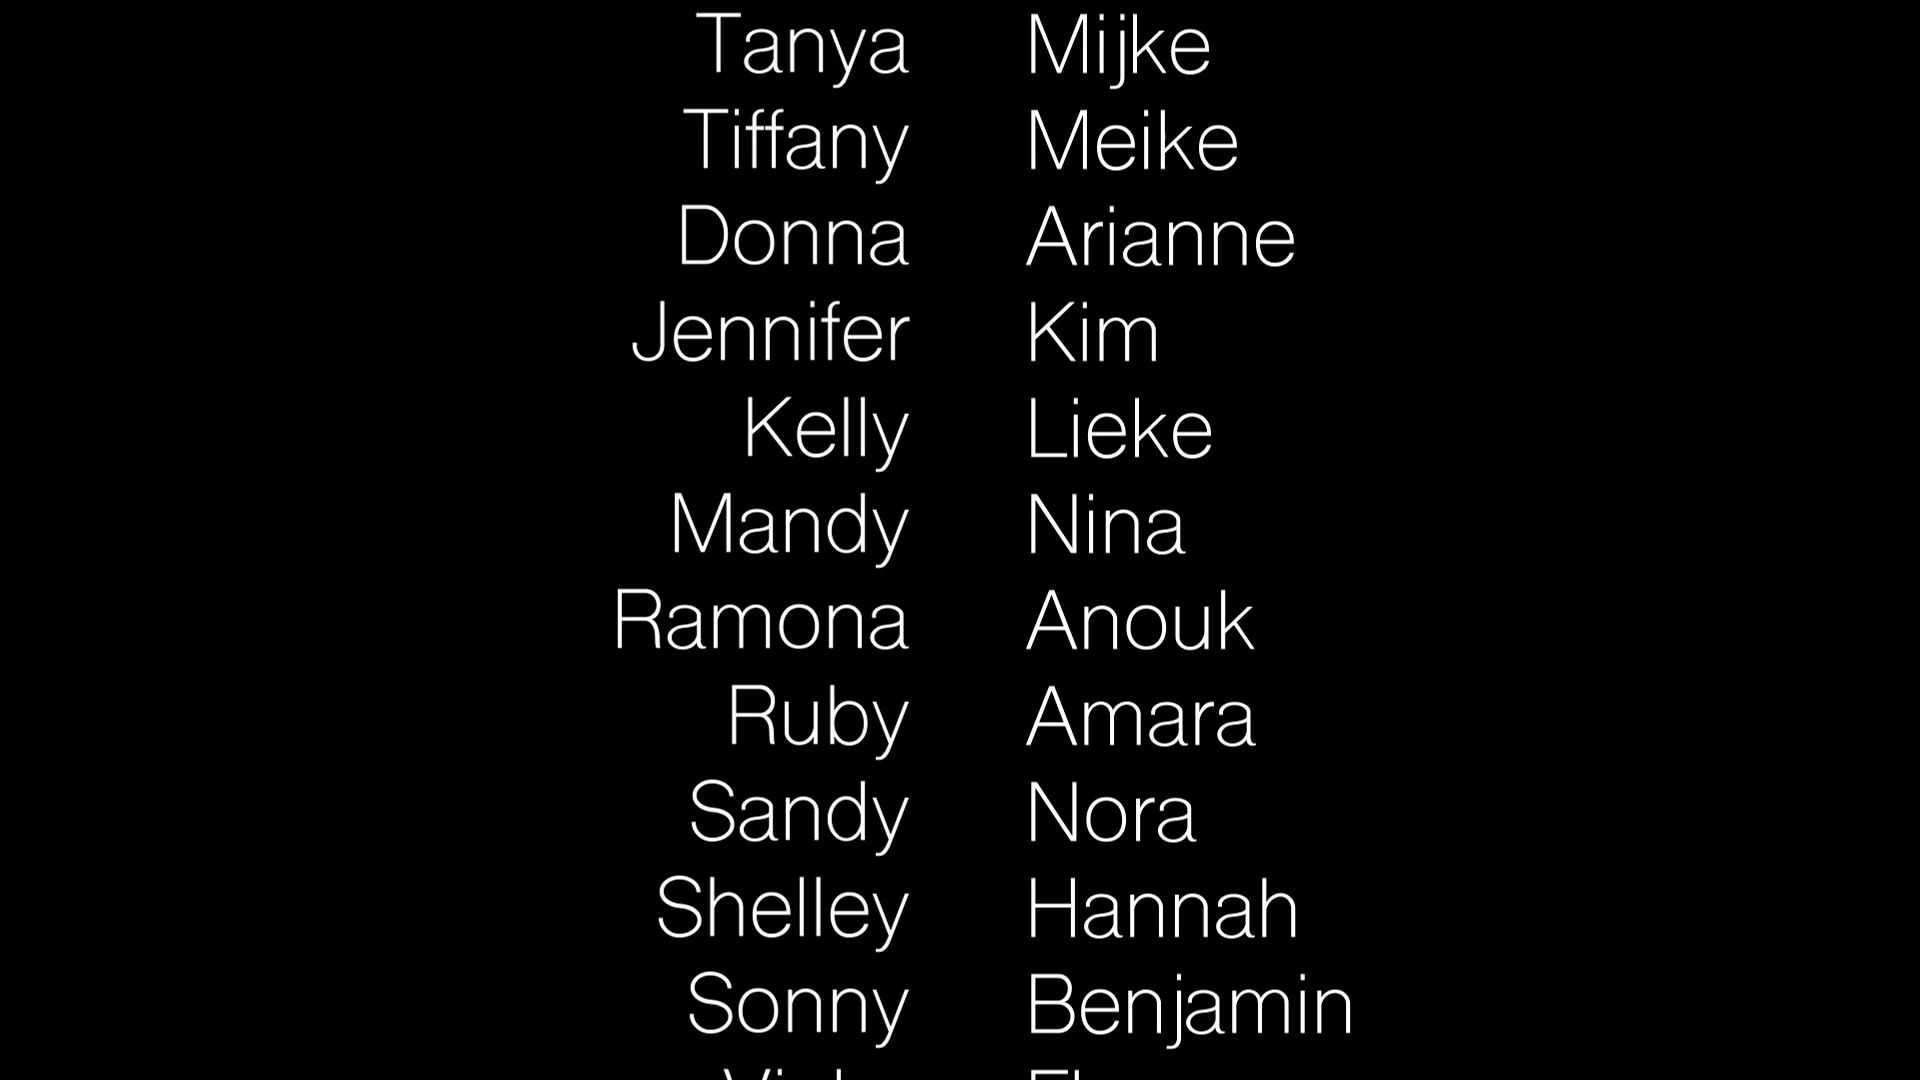 Tanya Mijke
Tiffany Meike
Donna Arianne
Jennifer Kim
Kelly Lieke
Mandy Nina
Ramona Anouk
Ruby Amara
Sandy Nora
Shelley Hannah
Sonny Benjamin